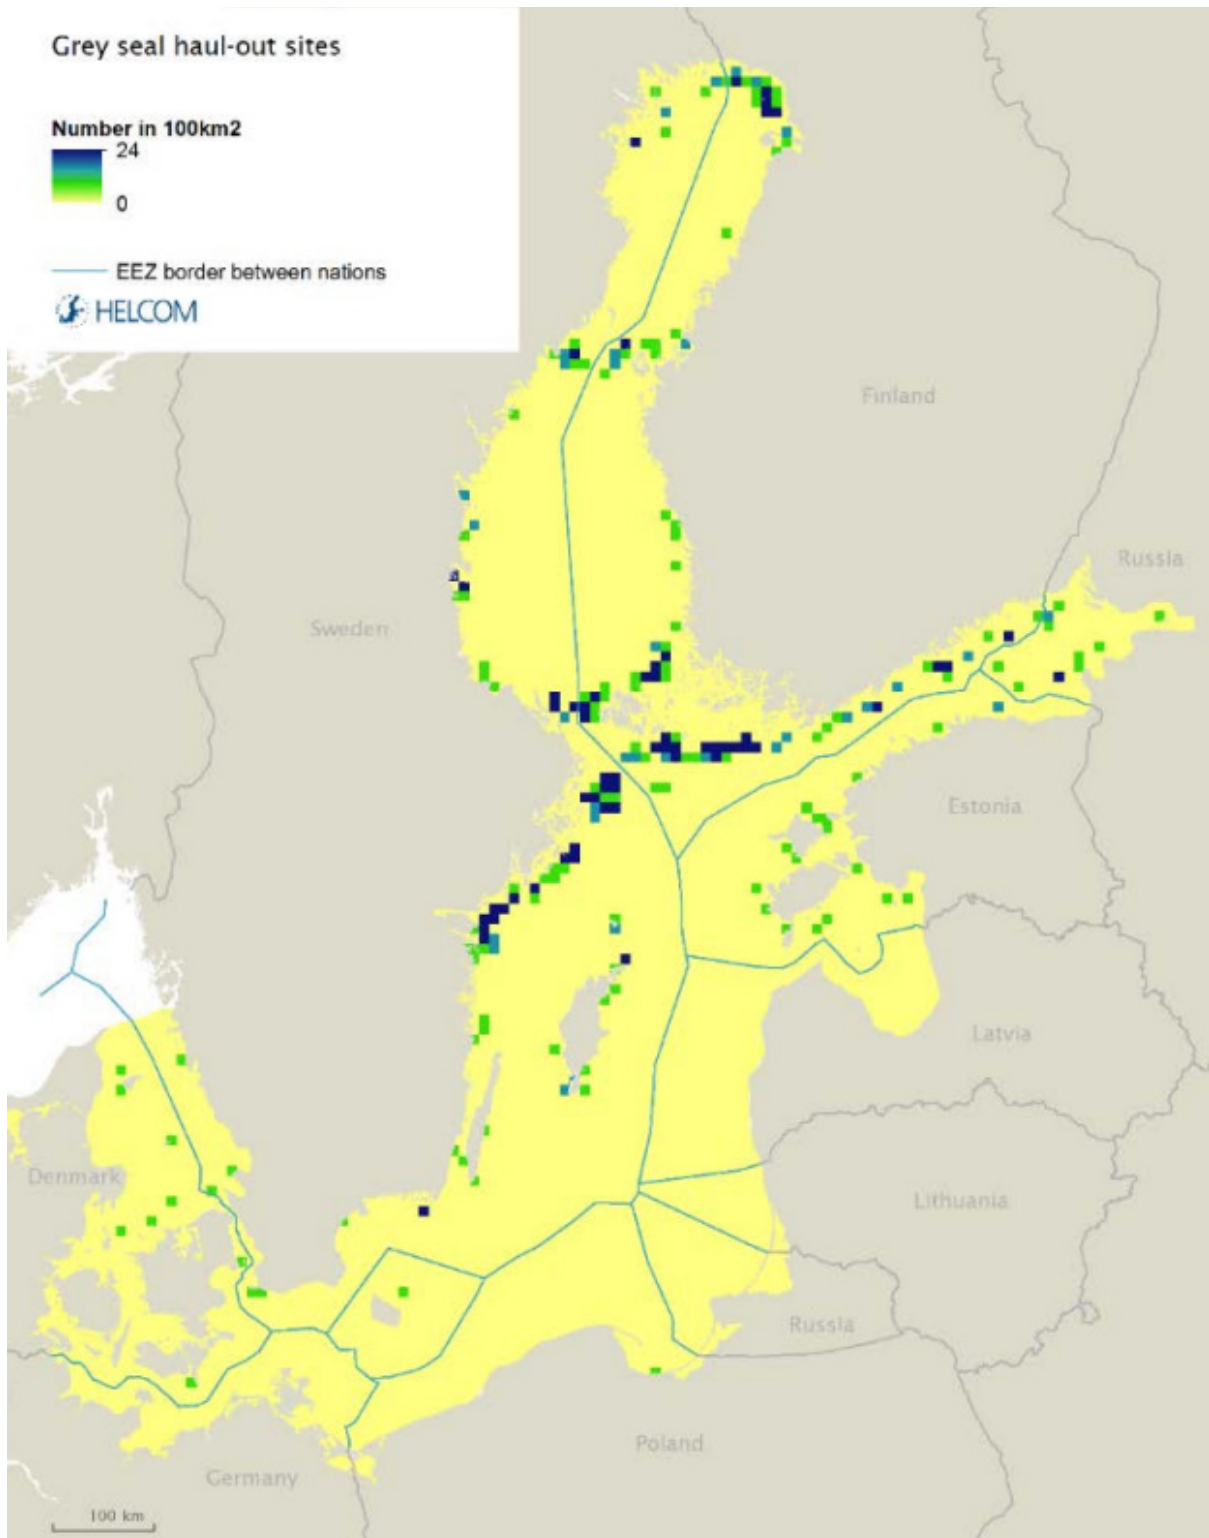 Grey seal haul-out sites
Number in 100km2
24
0
EEZ border between nations
HELCOM
Finland
Russia
Sweden
Estonia
Latvia
Denmark
Lithuania
Russia
Poland
Germany
100 km